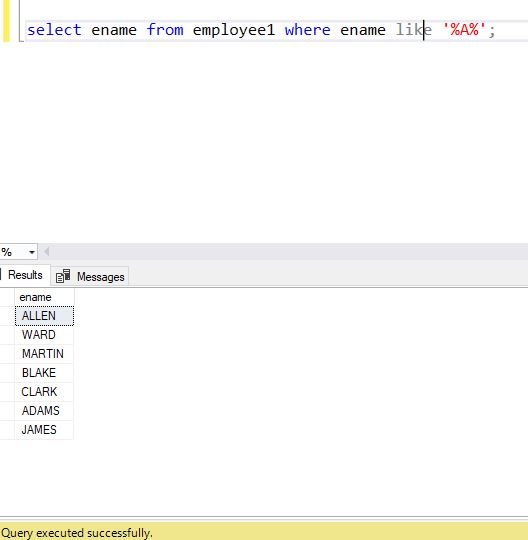 select ename from employee1 where ename like '%A%';
%
Results Messages
ename
ALLEN
WARD
MARTIN
BLAKE
CLARK
ADAMS
JAMES
Query executed successfully.